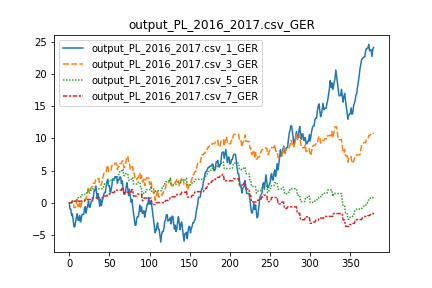 output_PL_2016_2017.csv_GER
output_PL_2016_2017.csv_1_GER
output_PL_2016_2017.csv_3_GER
output_PL_2016_2017.csv_5_GER
output_PL_2016_2017.csv_7_GER
25
20
15
10
5
0
−5
0 50 100 150 200 250 300 350